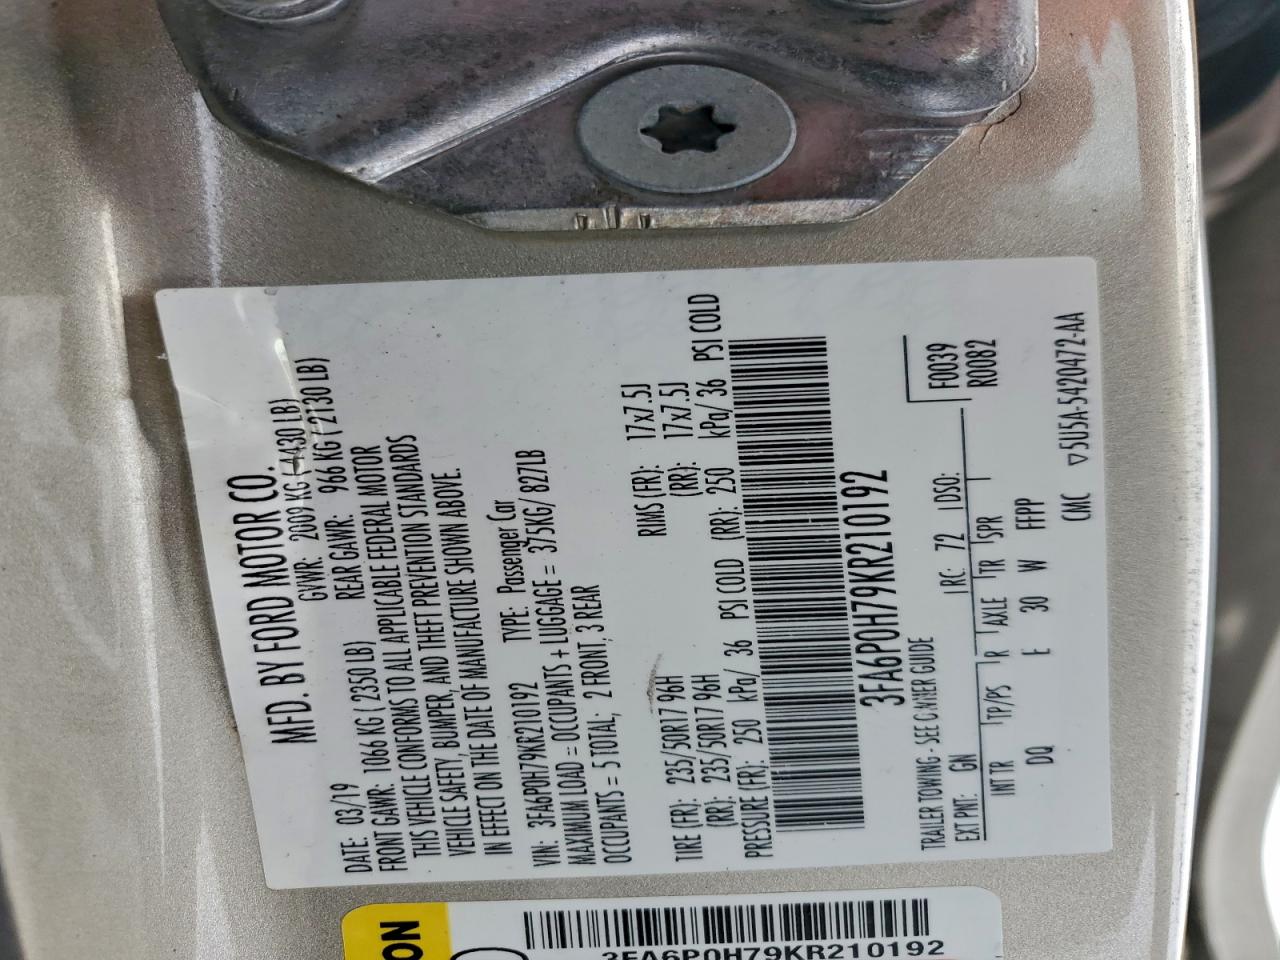 MFD. BY FORD MOTOR CO.
DATE: 03/19 GVWR: 2009 KG ( 4430 LB)
FRONT GAWR: 1066 KG ( 2350 LB) REAR GAWR: 966 KG ( 2130 LB)
THIS VEHICLE CONFORMS TO ALL APPLICABLE FEDERAL MOTOR
VEHICLE SAFETY, BUMPER, AND THEFT PREVENTION STANDARDS
IN EFFECT ON THE DATE OF MANUFACTURE SHOWN ABOVE.
VIN: 3FA6P0H79KR210192 TYPE: Passenger Car
MAXIMUM LOAD = OCCUPANTS + LUGGAGE = 375KG/ 827LB
OCCUPANTS = 5 TOTAL; 2 FRONT, 3 REAR
TIRE (FR): 235/50R17 96H RIMS (FR): 17x7.5J
(RR): 235/50R17 96H (RR): 17x7.5J
PRESSURE (FR): 250 kPa/ 36 PSI COLD (RR): 250 kPa/ 36 PSI COLD
3FA6P0H79KR210192
TRAILER TOWING - SEE OWNER GUIDE F0039
EXT PNT: GN RC: 72 DSO: R0082
INT TR TP/PS R AXLE TR SPR
DQ E 30 W FFPP
CMC ▽5U5A-5420472-AA
ON
3FA6P0H79KR210192